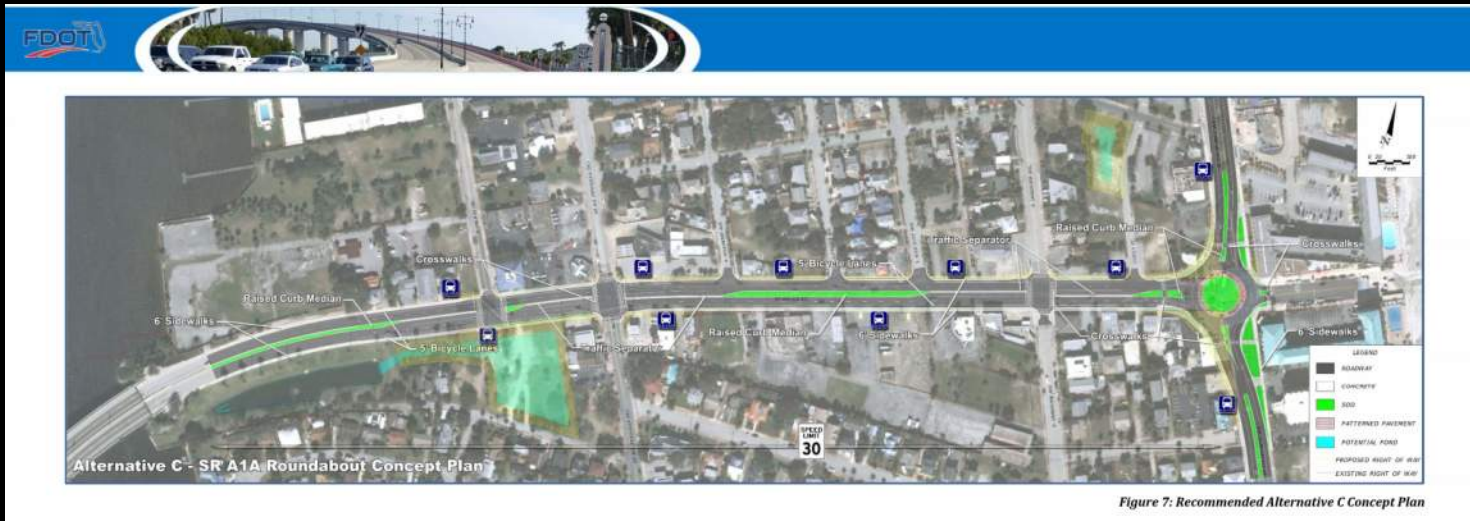 FDOT
Raised Curb Median
Crosswalks
Crosswalks
Traffic Separator
5' Bicycle Lanes
Raised Curb Median
6' Sidewalks
5' Bicycle Lanes
Traffic Separator
Raised Curb Median
6' Sidewalks
Crosswalks
6' Sidewalks
N
Feet
SPEED
LIMIT
30
Alternative C - SR A1A Roundabout Concept Plan
LEGEND
ROADWAY
CONCRETE
SOD
PATTERNED PAVEMENT
POTENTIAL POND
PROPOSED RIGHT OF WAY
EXISTING RIGHT OF WAY
Figure 7: Recommended Alternative C Concept Plan